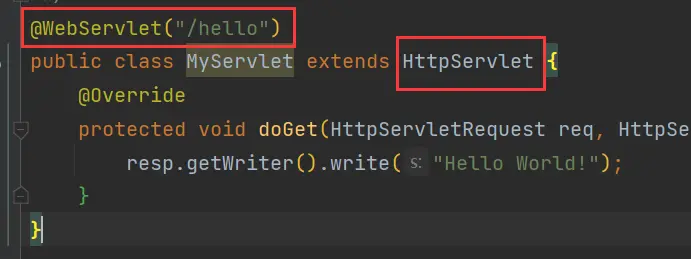 @WebServlet("/hello")
public class MyServlet extends HttpServlet {
@Override
protected void doGet(HttpServletRequest req, HttpSe
resp.getWriter().write( s: "Hello World!");
}
}